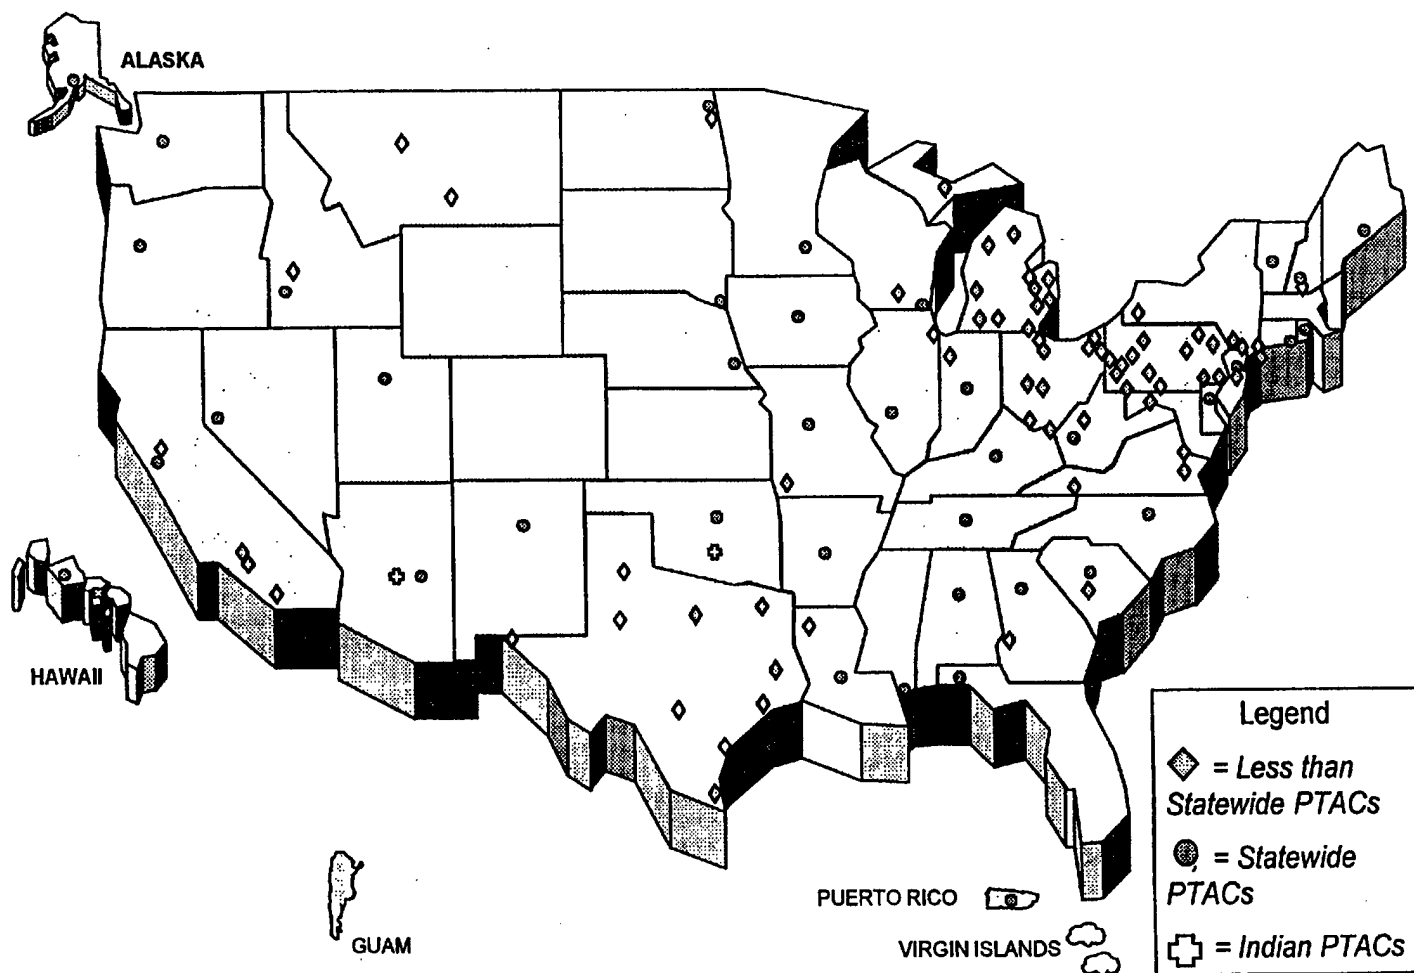 ALASKA
HAWAII
GUAM
PUERTO RICO
VIRGIN ISLANDS
Legend
= Less than
Statewide PTACs
= Statewide
PTACs
= Indian PTACs